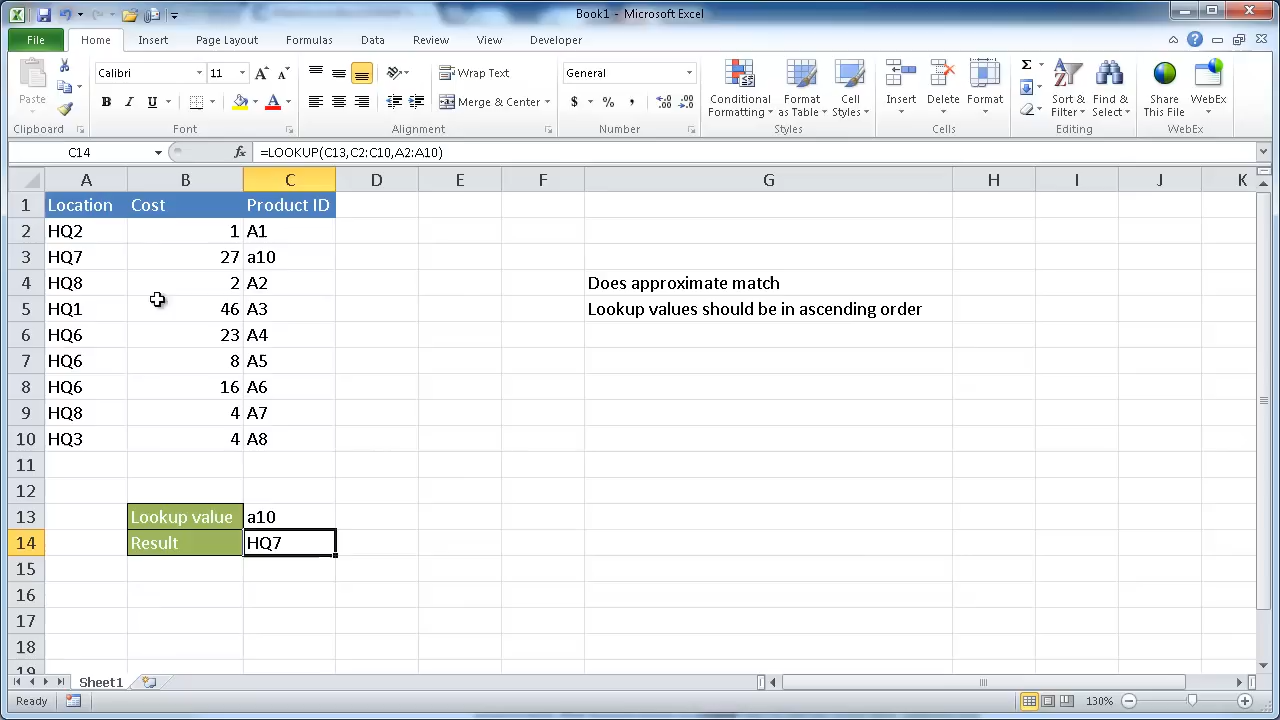 Book1 - Microsoft Excel
File Home Insert Page Layout Formulas Data Review View Developer
Paste
Calibri 11
B I U
Wrap Text
Merge & Center
General
$ % ,
Conditional Formatting
Format as Table
Cell Styles
Insert
Delete
Format
Sort & Filter
Find & Select
Share This File
WebEx
Clipboard Font Alignment Number Styles Cells Editing WebEx
C14 fx =LOOKUP(C13,C2:C10,A2:A10)
A B C D E F G H I J K
1 Location Cost Product ID
2 HQ2 1 A1
3 HQ7 27 a10
4 HQ8 2 A2 Does approximate match
5 HQ1 46 A3 Lookup values should be in ascending order
6 HQ6 23 A4
7 HQ6 8 A5
8 HQ6 16 A6
9 HQ8 4 A7
10 HQ3 4 A8
11
12
13 Lookup value a10
14 Result HQ7
15
16
17
18
19
Sheet1
Ready 130%